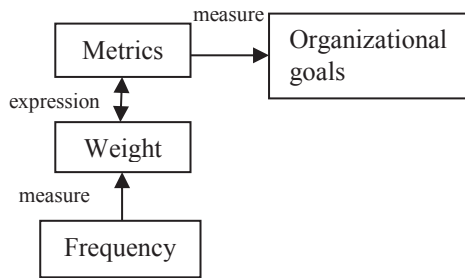 measure
Metrics
Organizational
goals
expression
Weight
measure
Frequency